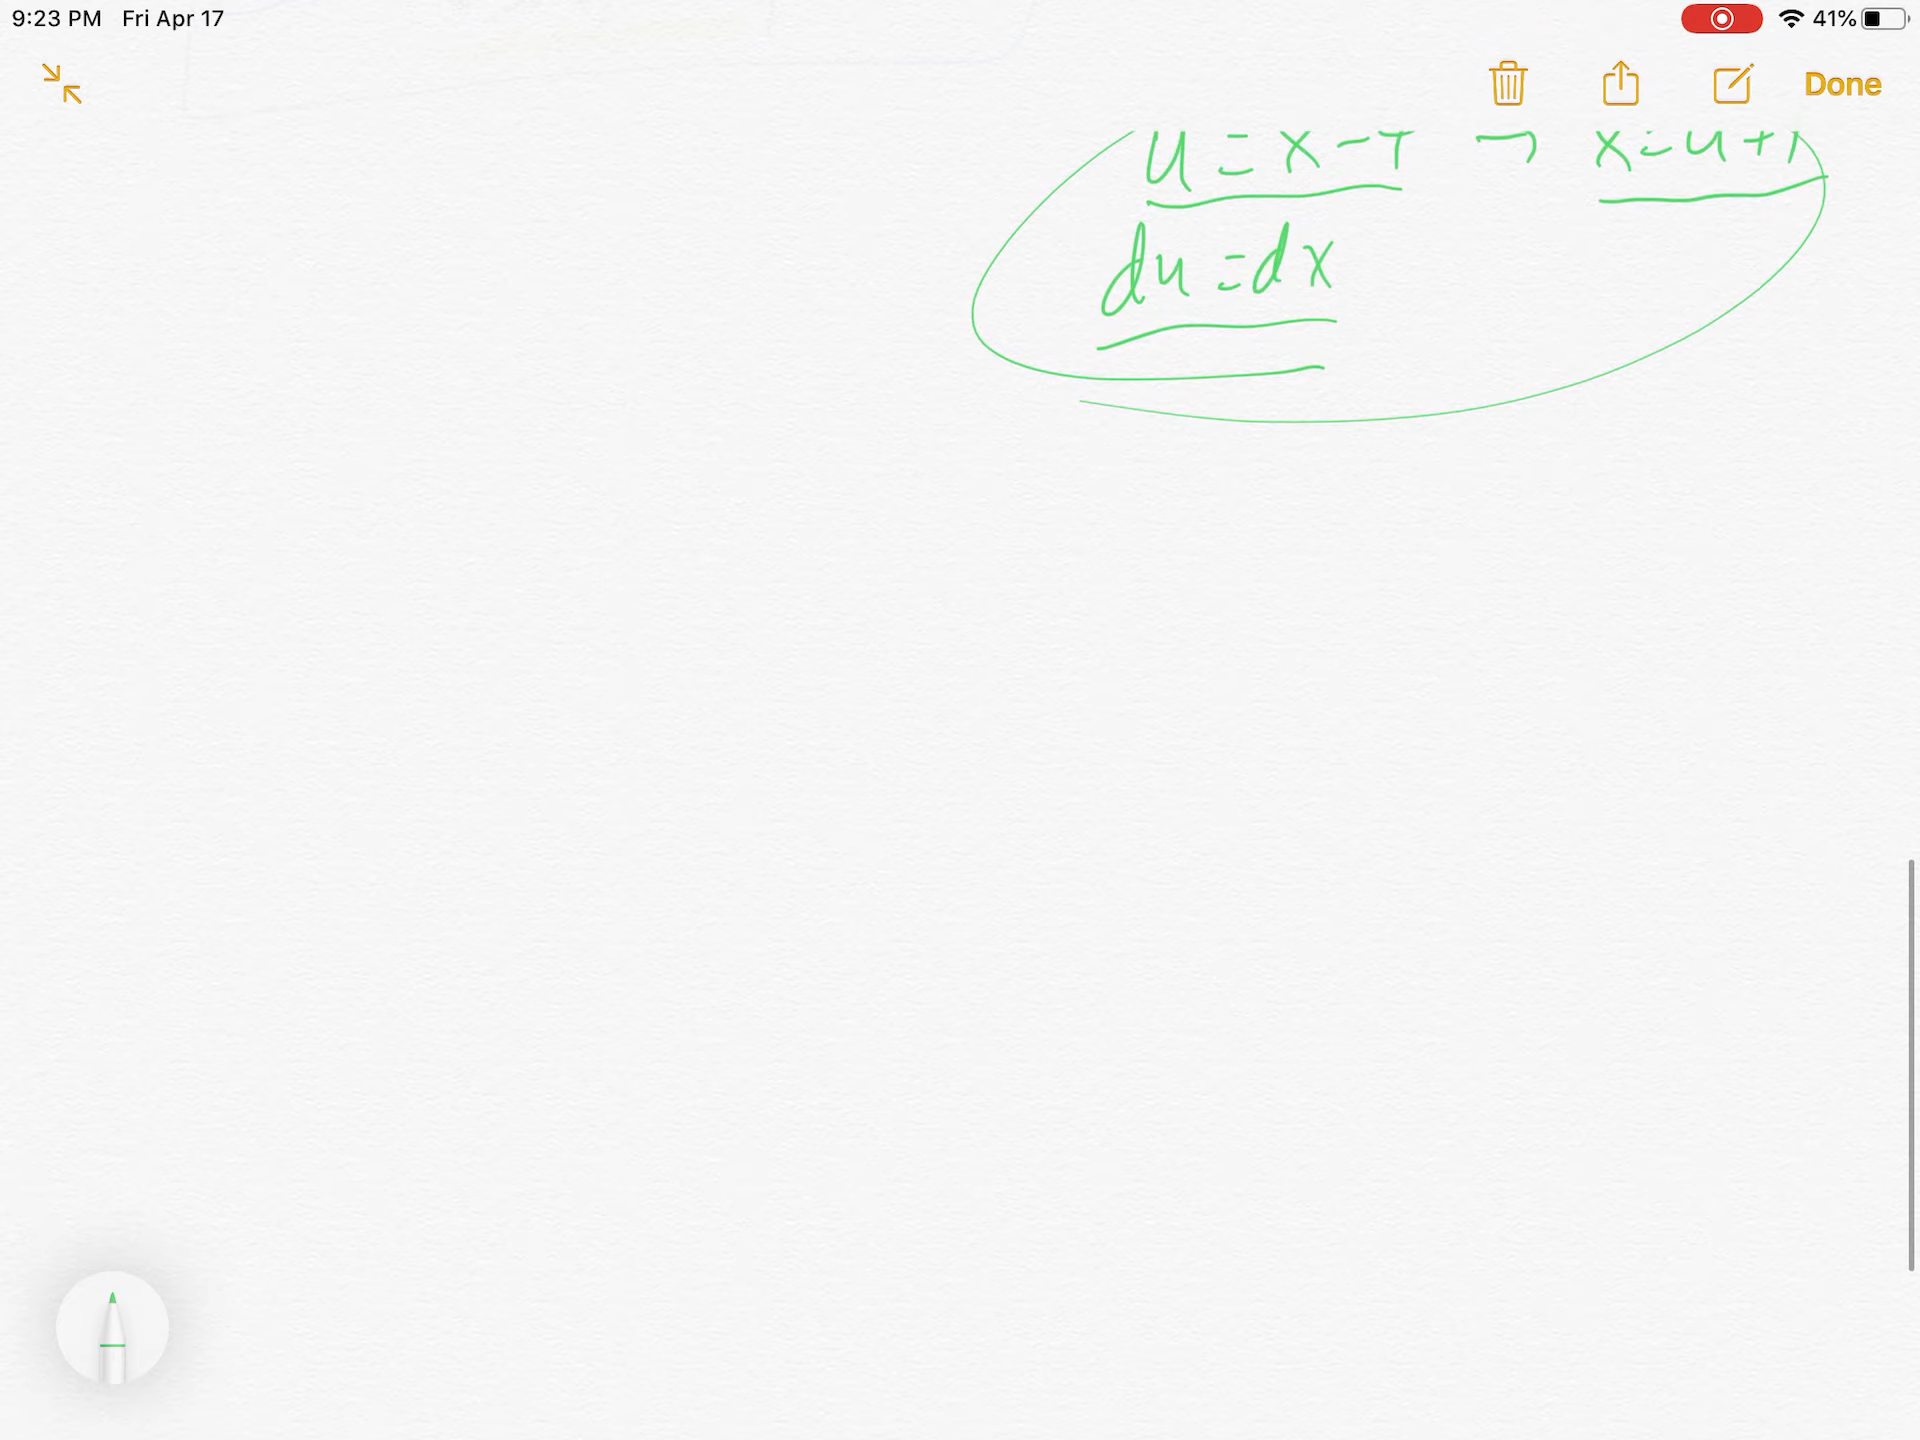 9:23 PM Fri Apr 17
41%
Done
u = x - 1 → x = u + 1
du = dx